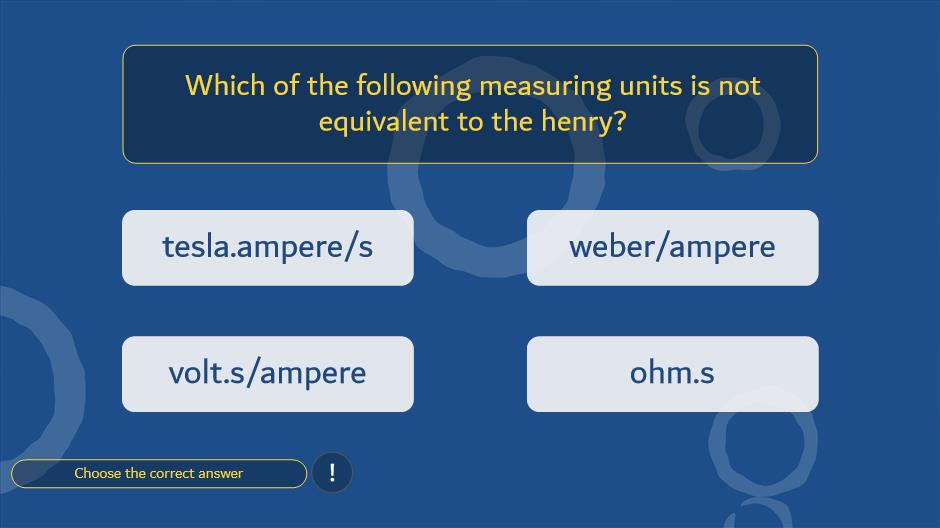 Which of the following measuring units is not
equivalent to the henry?
tesla.ampere/s
weber/ampere
volt.s/ampere
ohm.s
Choose the correct answer
!